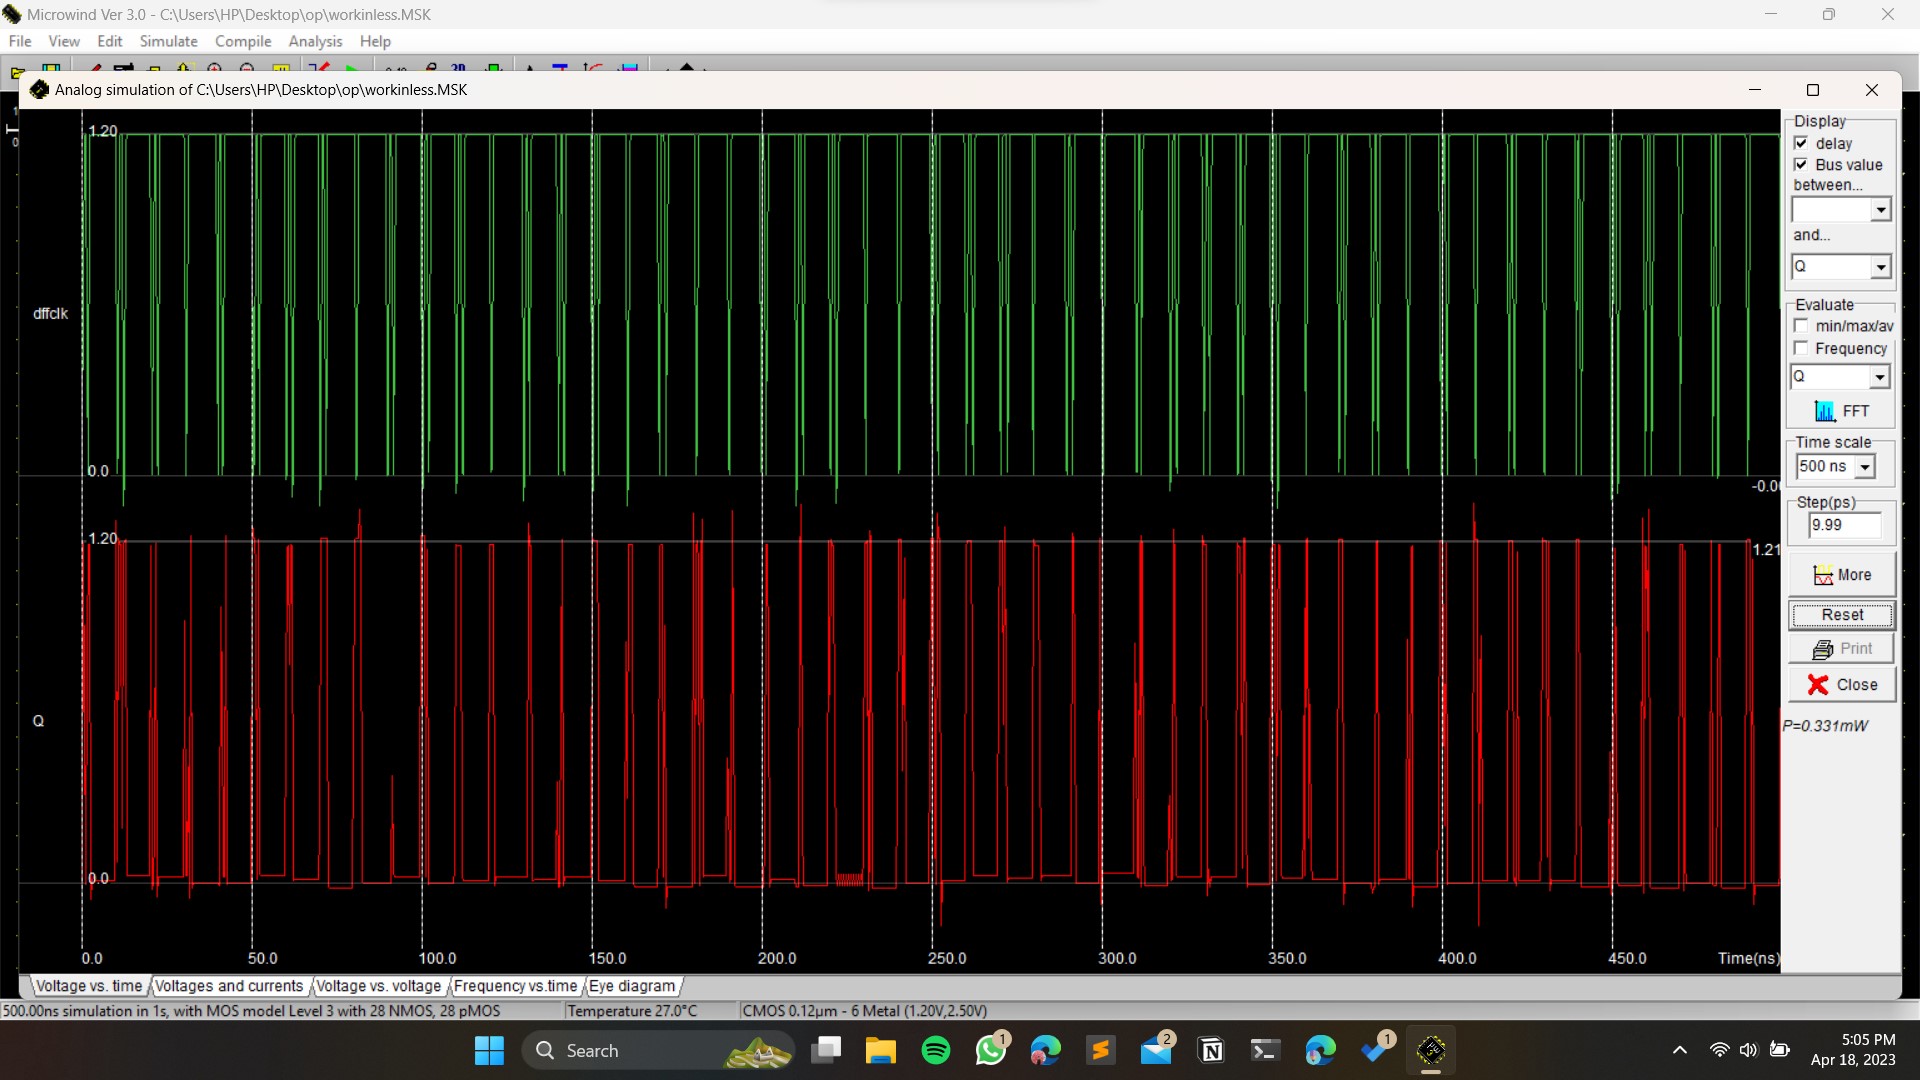 Microwind Ver 3.0 - C:\Users\HP\Desktop\op\workinless.MSK
File View Edit Simulate Compile Analysis Help
Analog simulation of C:\Users\HP\Desktop\op\workinless.MSK
1.20
dffclk
0.0
-0.0
1.20
1.21
Q
0.0
0.0 50.0 100.0 150.0 200.0 250.0 300.0 350.0 400.0 450.0 Time(ns)
Display
delay
Bus value
between...
and...
Q
Evaluate
min/max/av
Frequency
Q
FFT
Time scale
500 ns
Step(ps)
9.99
More
Reset
Print
Close
P=0.331mW
Voltage vs. time Voltages and currents Voltage vs. voltage Frequency vs.time Eye diagram
500.00ns simulation in 1s, with MOS model Level 3 with 28 NMOS, 28 pMOS Temperature 27.0°C CMOS 0.12µm - 6 Metal (1.20V,2.50V)
Search
1
2
1
5:05 PM
Apr 18, 2023